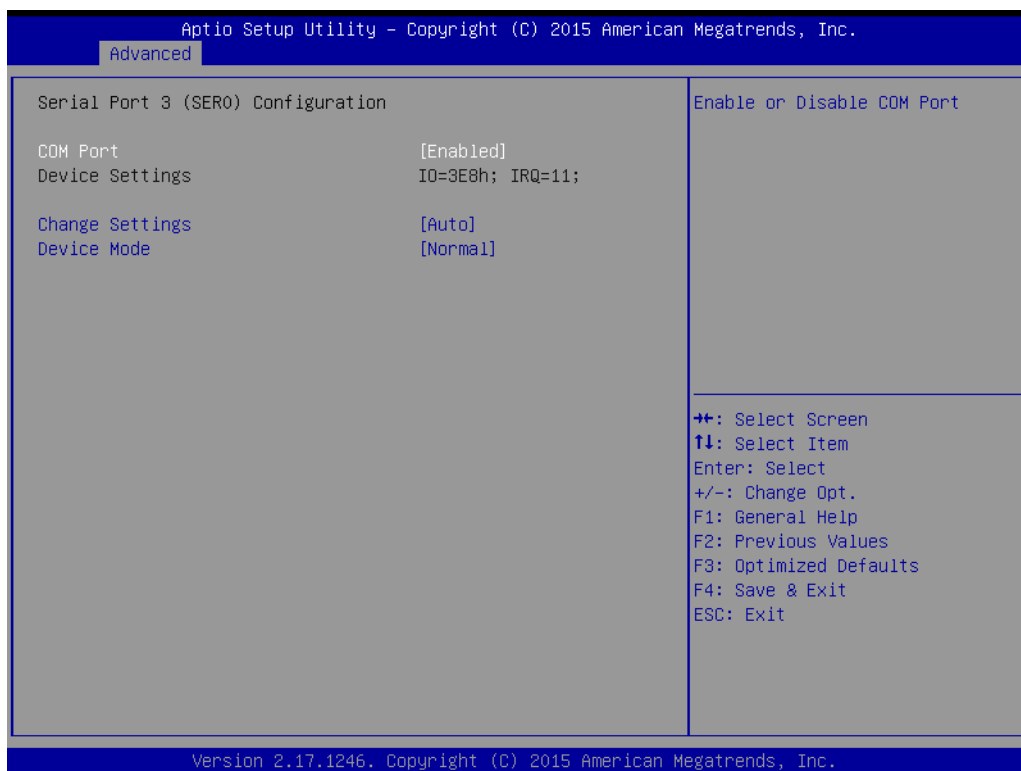 Aptio Setup Utility – Copyright (C) 2015 American Megatrends, Inc.
Advanced
Serial Port 3 (SER0) Configuration
COM Port [Enabled]
Device Settings IO=3E8h; IRQ=11;
Change Settings [Auto]
Device Mode [Normal]
Enable or Disable COM Port
→←: Select Screen
↑↓: Select Item
Enter: Select
+/-: Change Opt.
F1: General Help
F2: Previous Values
F3: Optimized Defaults
F4: Save & Exit
ESC: Exit
Version 2.17.1246. Copyright (C) 2015 American Megatrends, Inc.